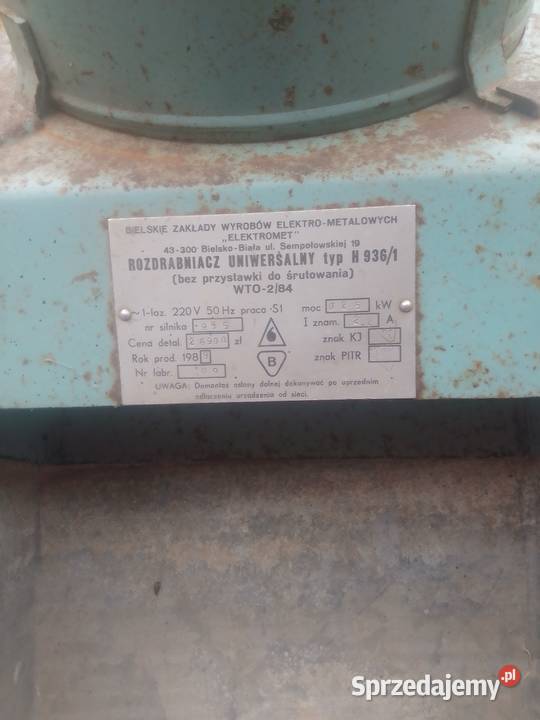 BIELSKIE ZAKŁADY WYROBÓW ELEKTRO-METALOWYCH
„ELEKTROMET"
43-300 Bielsko-Biała ul. Sempołowskiej 19
ROZDRABNIACZ UNIWERSALNY typ H 936/1
(bez przystawki do śrutowania)
WTO-2/84
~1-faz. 220V 50Hz praca ·S1 moc kW
nr silnika I znam. A
Cena detal. zł znak KJ
Rok prod. 198 B znak PITR
Nr fabr.
UWAGA: Demontaż osłony dolnej dokonywać po uprzednim
odłączeniu urządzenia od sieci.
Sprzedajemy.pl